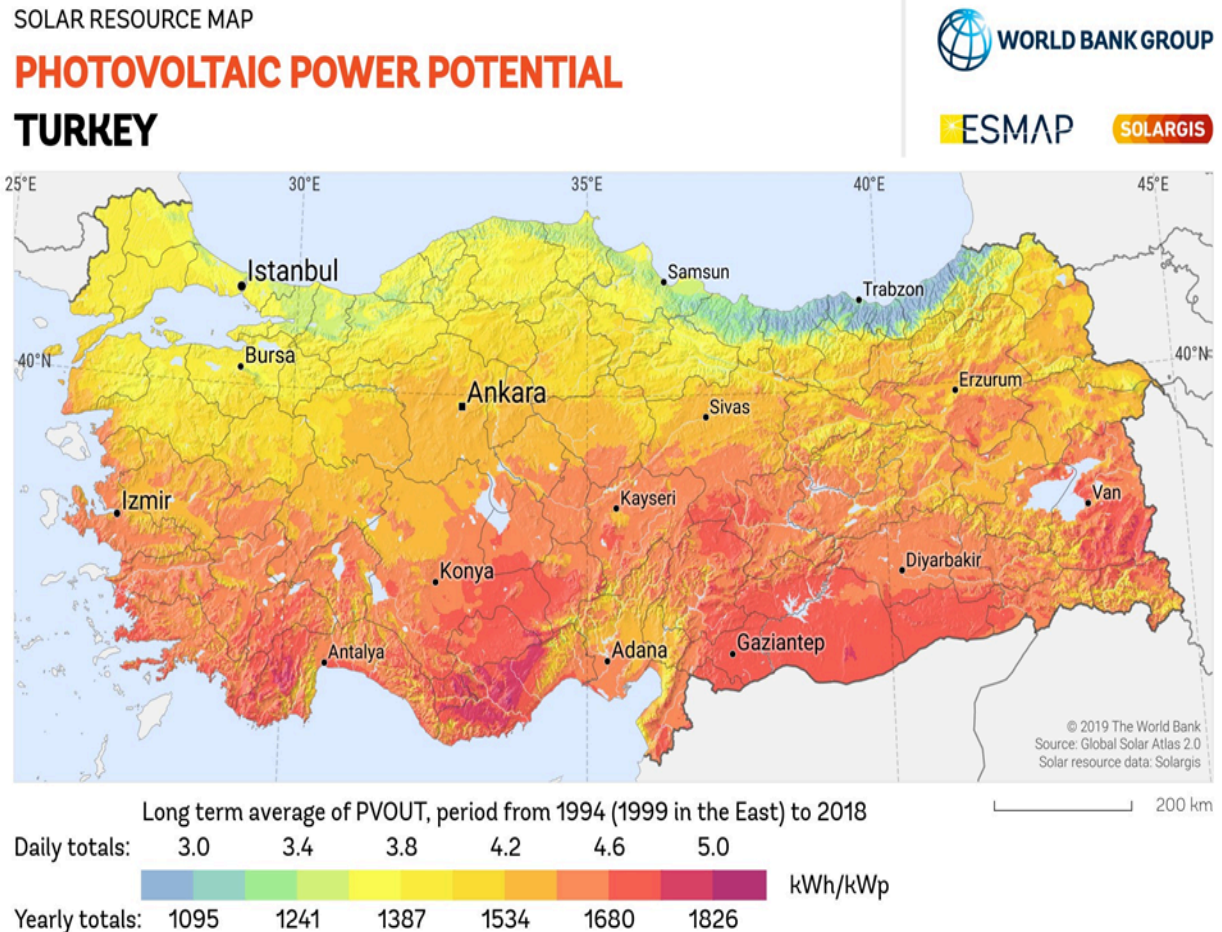 SOLAR RESOURCE MAP
PHOTOVOLTAIC POWER POTENTIAL
TURKEY
WORLD BANK GROUP
ESMAP
SOLARGIS
25°E 30°E 35°E 40°E 45°E
Istanbul
Samsun
Trabzon
Bursa
40°N
40°N
Ankara
Erzurum
Sivas
Izmir
Kayseri
Van
Konya
Diyarbakir
Antalya
Adana
Gaziantep
© 2019 The World Bank
Source: Global Solar Atlas 2.0
Solar resource data: Solargis
200 km
Long term average of PVOUT, period from 1994 (1999 in the East) to 2018
Daily totals: 3.0 3.4 3.8 4.2 4.6 5.0
kWh/kWp
Yearly totals: 1095 1241 1387 1534 1680 1826